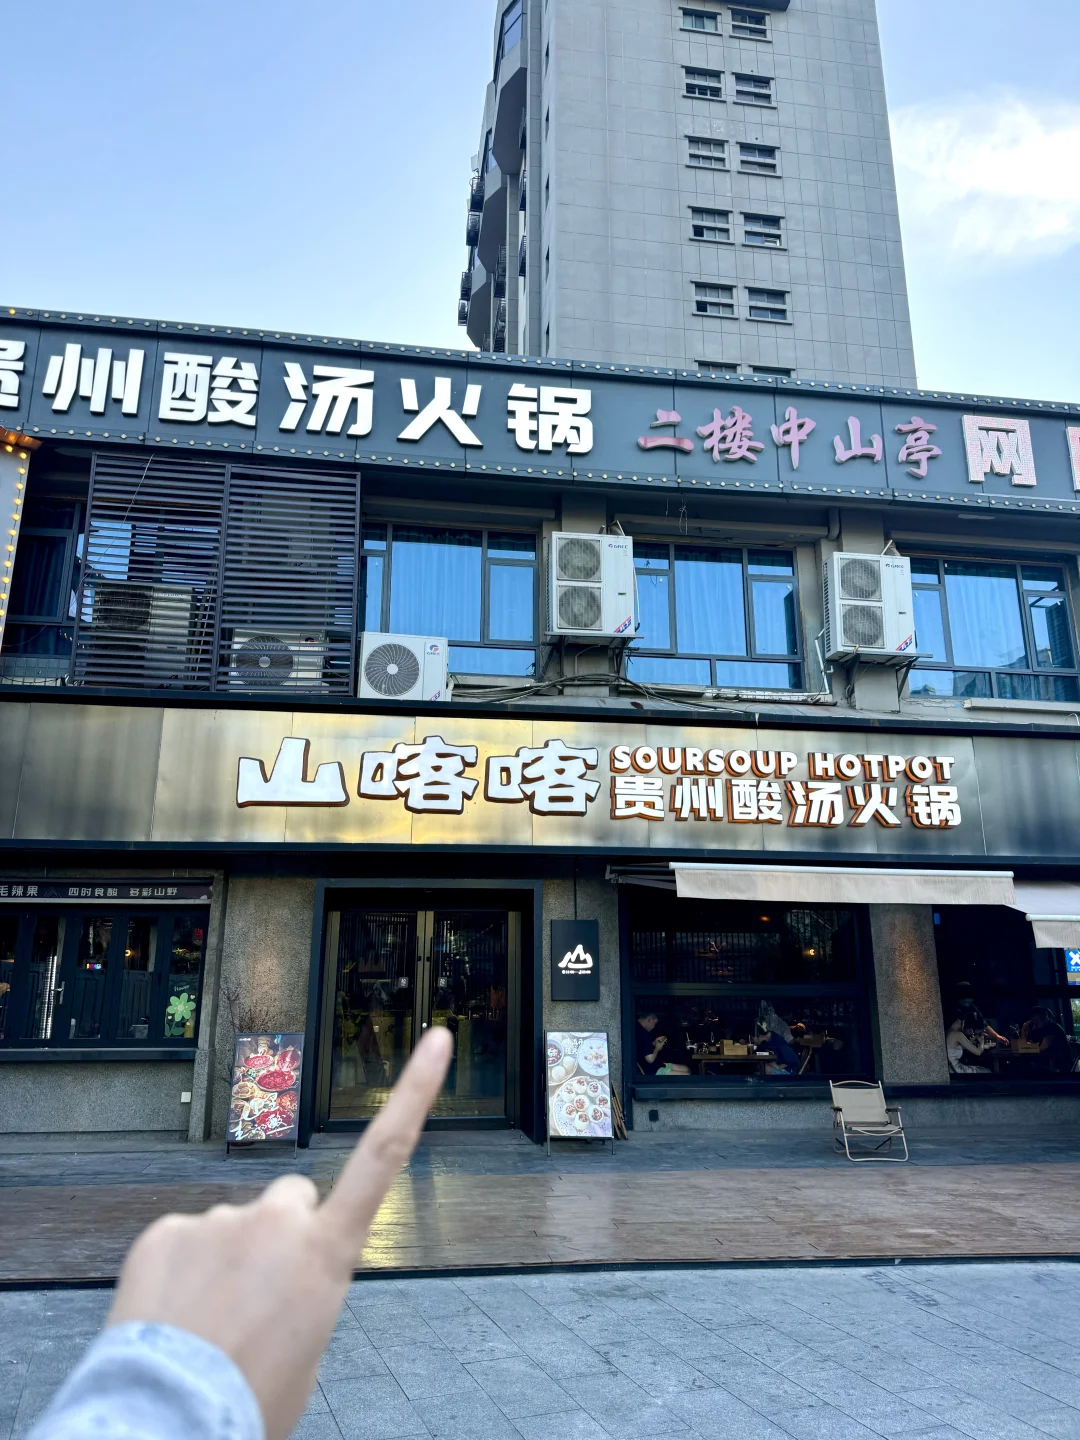 贵州酸汤火锅
二楼中山亭
网
山喀喀
SOURSOUP HOTPOT
贵州酸汤火锅
毛辣果 四时食酸 多彩山野